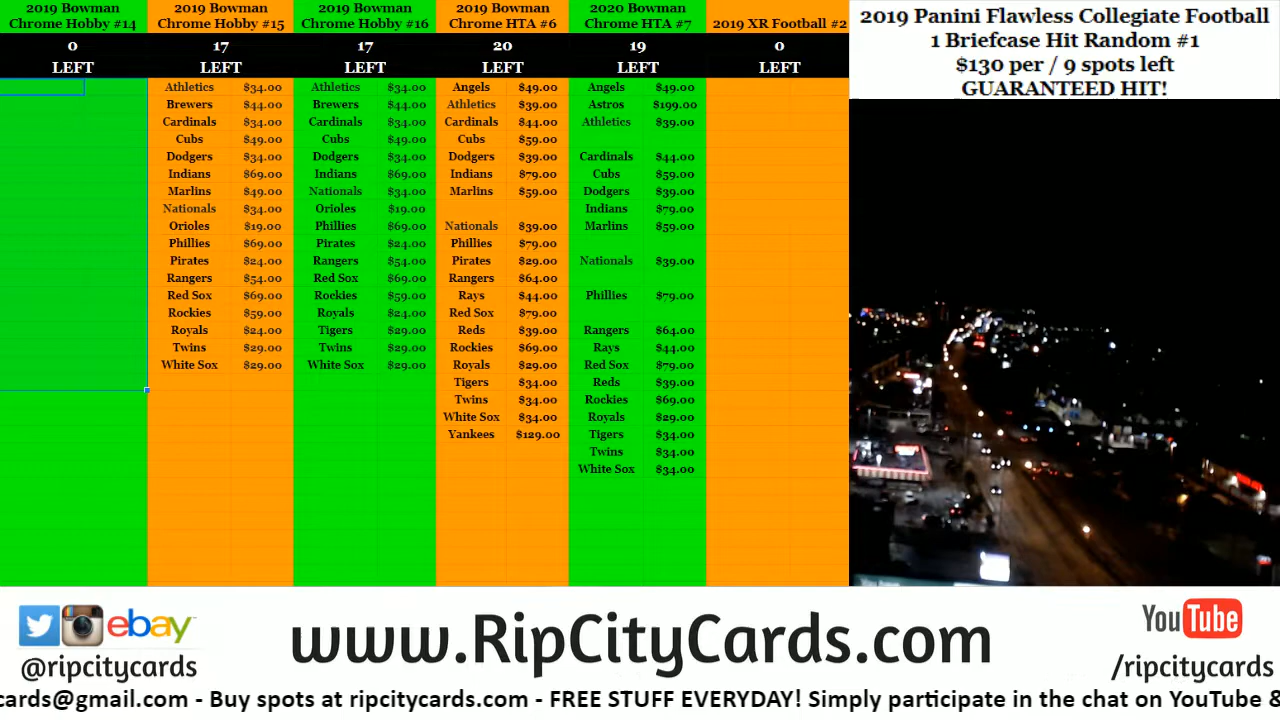 2019 Bowman
Chrome Hobby #14
0
LEFT
2019 Bowman
Chrome Hobby #15
17
LEFT
Athletics $34.00
Brewers $44.00
Cardinals $34.00
Cubs $49.00
Dodgers $34.00
Indians $69.00
Marlins $49.00
Nationals $34.00
Orioles $19.00
Phillies $69.00
Pirates $24.00
Rangers $54.00
Red Sox $69.00
Rockies $59.00
Royals $24.00
Twins $29.00
White Sox $29.00
2019 Bowman
Chrome Hobby #16
17
LEFT
Athletics $34.00
Brewers $44.00
Cardinals $34.00
Cubs $49.00
Dodgers $34.00
Indians $69.00
Nationals $34.00
Orioles $19.00
Phillies $69.00
Pirates $24.00
Rangers $54.00
Red Sox $69.00
Rockies $59.00
Royals $24.00
Tigers $29.00
Twins $29.00
White Sox $29.00
2019 Bowman
Chrome HTA #6
20
LEFT
Angels $49.00
Athletics $39.00
Cardinals $44.00
Cubs $59.00
Dodgers $39.00
Indians $79.00
Marlins $59.00
Nationals $39.00
Phillies $79.00
Pirates $29.00
Rangers $64.00
Rays $44.00
Red Sox $79.00
Reds $39.00
Rockies $69.00
Royals $29.00
Tigers $34.00
Twins $34.00
White Sox $34.00
Yankees $129.00
2020 Bowman
Chrome HTA #7
19
LEFT
Angels $49.00
Astros $199.00
Athletics $39.00
Cardinals $44.00
Cubs $59.00
Dodgers $39.00
Indians $79.00
Marlins $59.00
Nationals $39.00
Phillies $79.00
Rangers $64.00
Rays $44.00
Red Sox $79.00
Reds $39.00
Rockies $69.00
Royals $29.00
Tigers $34.00
Twins $34.00
White Sox $34.00
2019 XR Football #2
0
LEFT
2019 Panini Flawless Collegiate Football
1 Briefcase Hit Random #1
$130 per / 9 spots left
GUARANTEED HIT!
ebay
@ripcitycards
www.RipCityCards.com
YouTube
/ripcitycards
cards@gmail.com - Buy spots at ripcitycards.com - FREE STUFF EVERYDAY! Simply participate in the chat on YouTube &